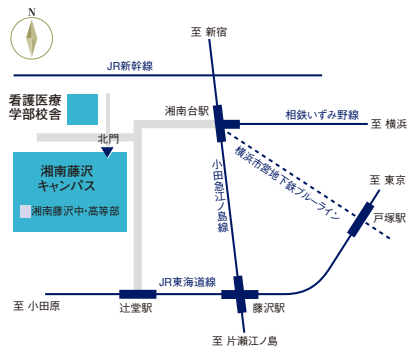 N
至 新宿
JR新幹線
看護医療
学部校舎
湘南台駅
相鉄いずみ野線
至 横浜
北門
横浜市営地下鉄ブルーライン
湘南藤沢
キャンパス
小田急江ノ島線
至 東京
湘南藤沢中・高等部
戸塚駅
JR東海道線
至 小田原
辻堂駅
藤沢駅
至 片瀬江ノ島